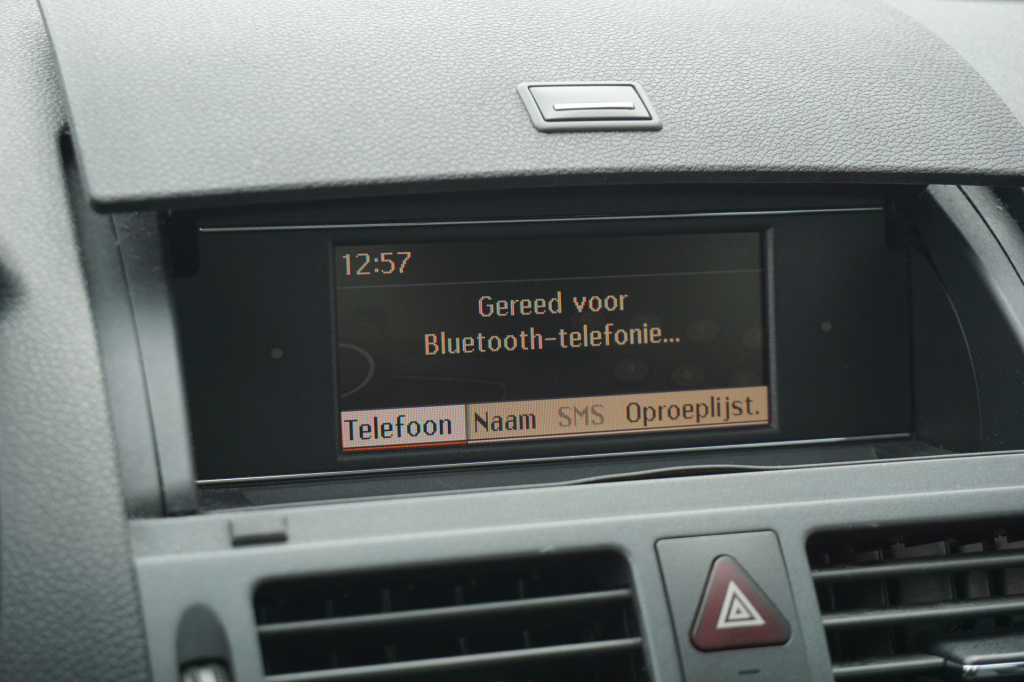 12:57
Gereed voor
Bluetooth-telefonie...
Telefoon Naam SMS Oproeplijst.